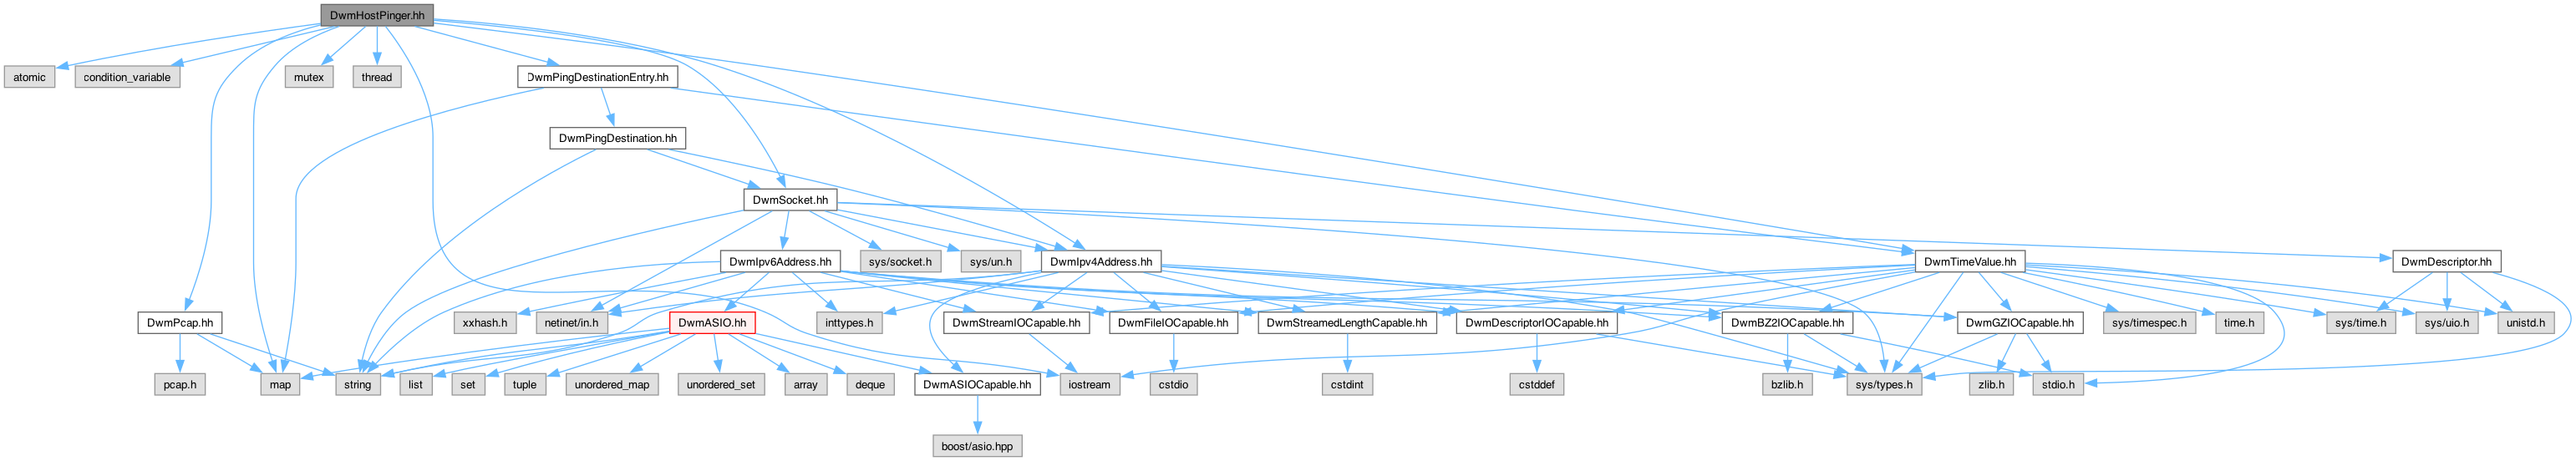 DwmHostPinger.hh
atomic
condition_variable
mutex
thread
DwmPingDestinationEntry.hh
DwmPingDestination.hh
DwmSocket.hh
DwmIpv6Address.hh
sys/socket.h
sys/un.h
DwmIpv4Address.hh
DwmTimeValue.hh
DwmDescriptor.hh
DwmPcap.hh
xxhash.h
netinet/in.h
DwmASIO.hh
inttypes.h
DwmStreamIOCapable.hh
DwmFileIOCapable.hh
DwmStreamedLengthCapable.hh
DwmDescriptorIOCapable.hh
DwmBZ2IOCapable.hh
DwmGZIOCapable.hh
sys/timespec.h
time.h
sys/time.h
sys/uio.h
unistd.h
pcap.h
map
string
list
set
tuple
unordered_map
unordered_set
array
deque
DwmASIOCapable.hh
iostream
cstdio
cstdint
cstddef
bzlib.h
sys/types.h
zlib.h
stdio.h
boost/asio.hpp